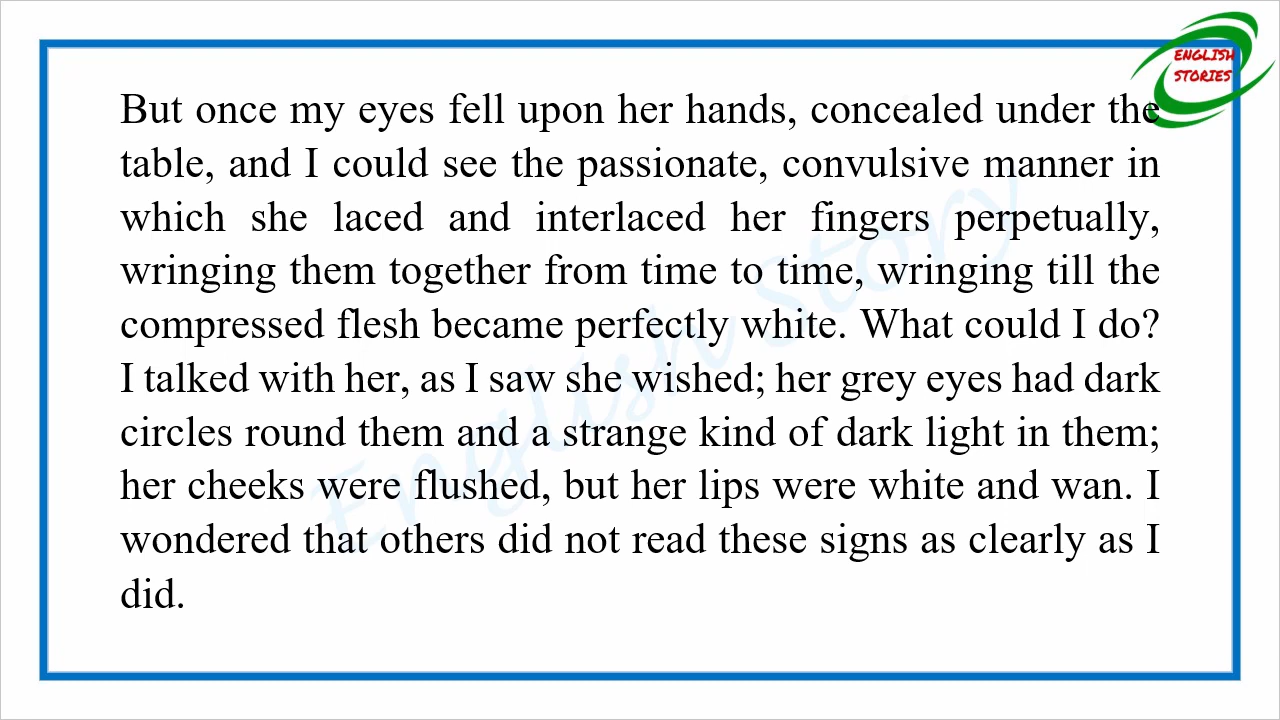 ENGLISH
STORIES
But once my eyes fell upon her hands, concealed under the
table, and I could see the passionate, convulsive manner in
which she laced and interlaced her fingers perpetually,
wringing them together from time to time, wringing till the
compressed flesh became perfectly white. What could I do?
I talked with her, as I saw she wished; her grey eyes had dark
circles round them and a strange kind of dark light in them;
her cheeks were flushed, but her lips were white and wan. I
wondered that others did not read these signs as clearly as I
did.
English Story